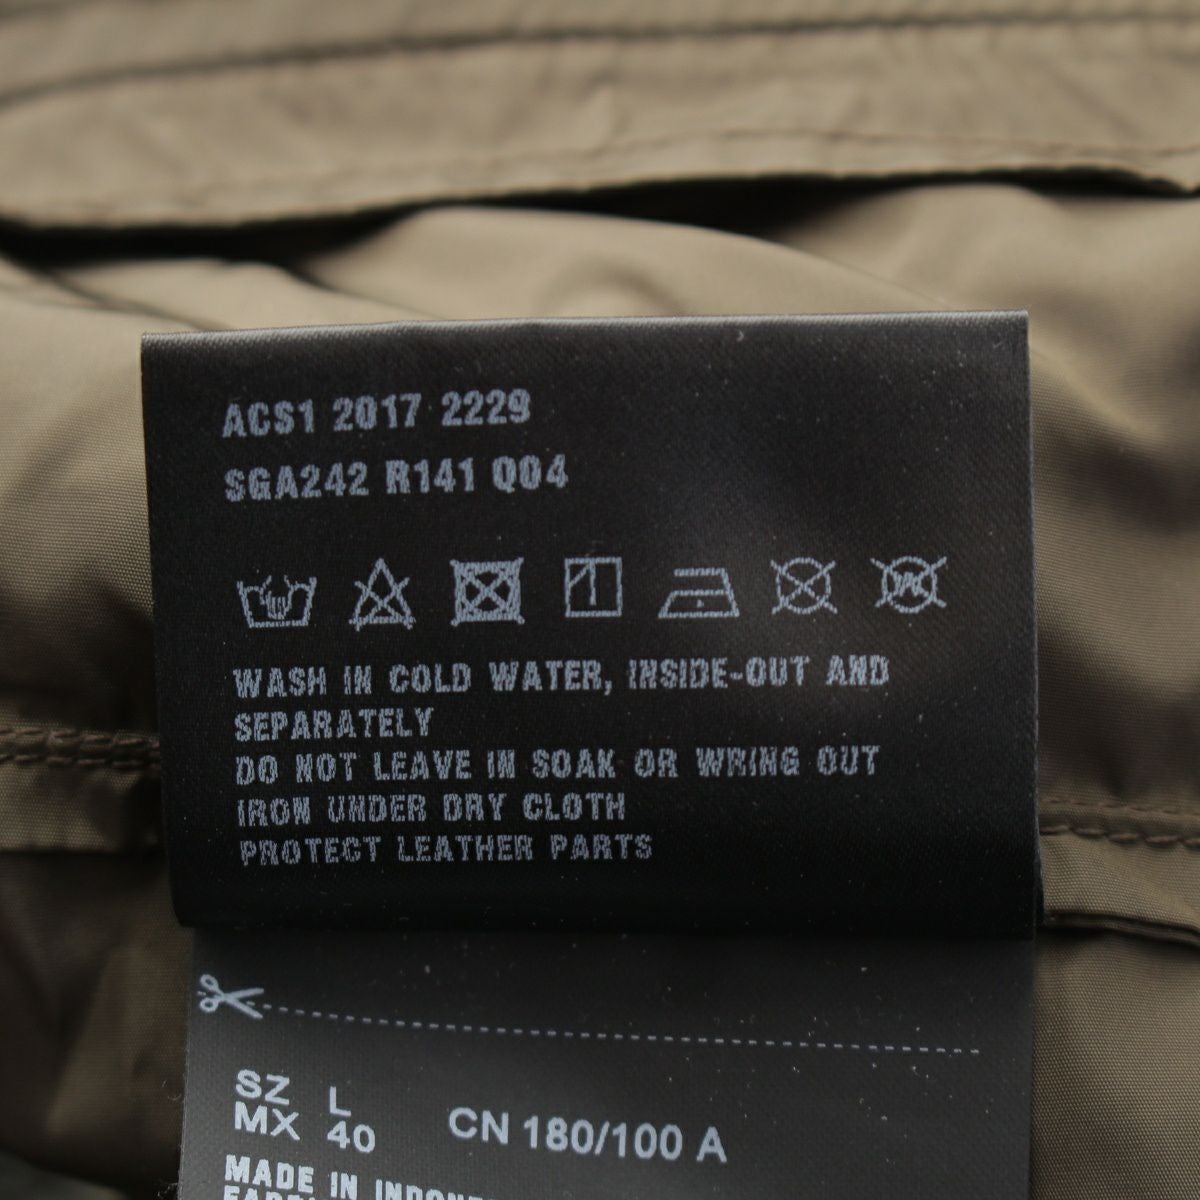 ACS1 2017 2229
SGA242 R141 Q04
WASH IN COLD WATER, INSIDE-OUT AND
SEPARATELY
DO NOT LEAVE IN SOAK OR WRING OUT
IRON UNDER DRY CLOTH
PROTECT LEATHER PARTS
SZ L
MX 40 CN 180/100 A
MADE IN